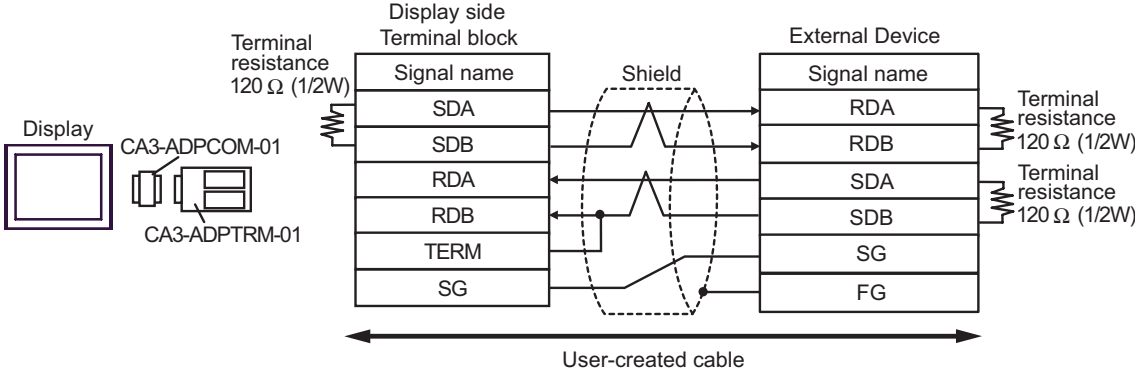 Display side
Terminal block
Terminal
resistance
120 Ω (1/2W)
Signal name
SDA
SDB
RDA
RDB
TERM
SG
Shield
External Device
Signal name
RDA
RDB
SDA
SDB
SG
FG
Terminal
resistance
120 Ω (1/2W)
Terminal
resistance
120 Ω (1/2W)
Display
CA3-ADPCOM-01
CA3-ADPTRM-01
User-created cable